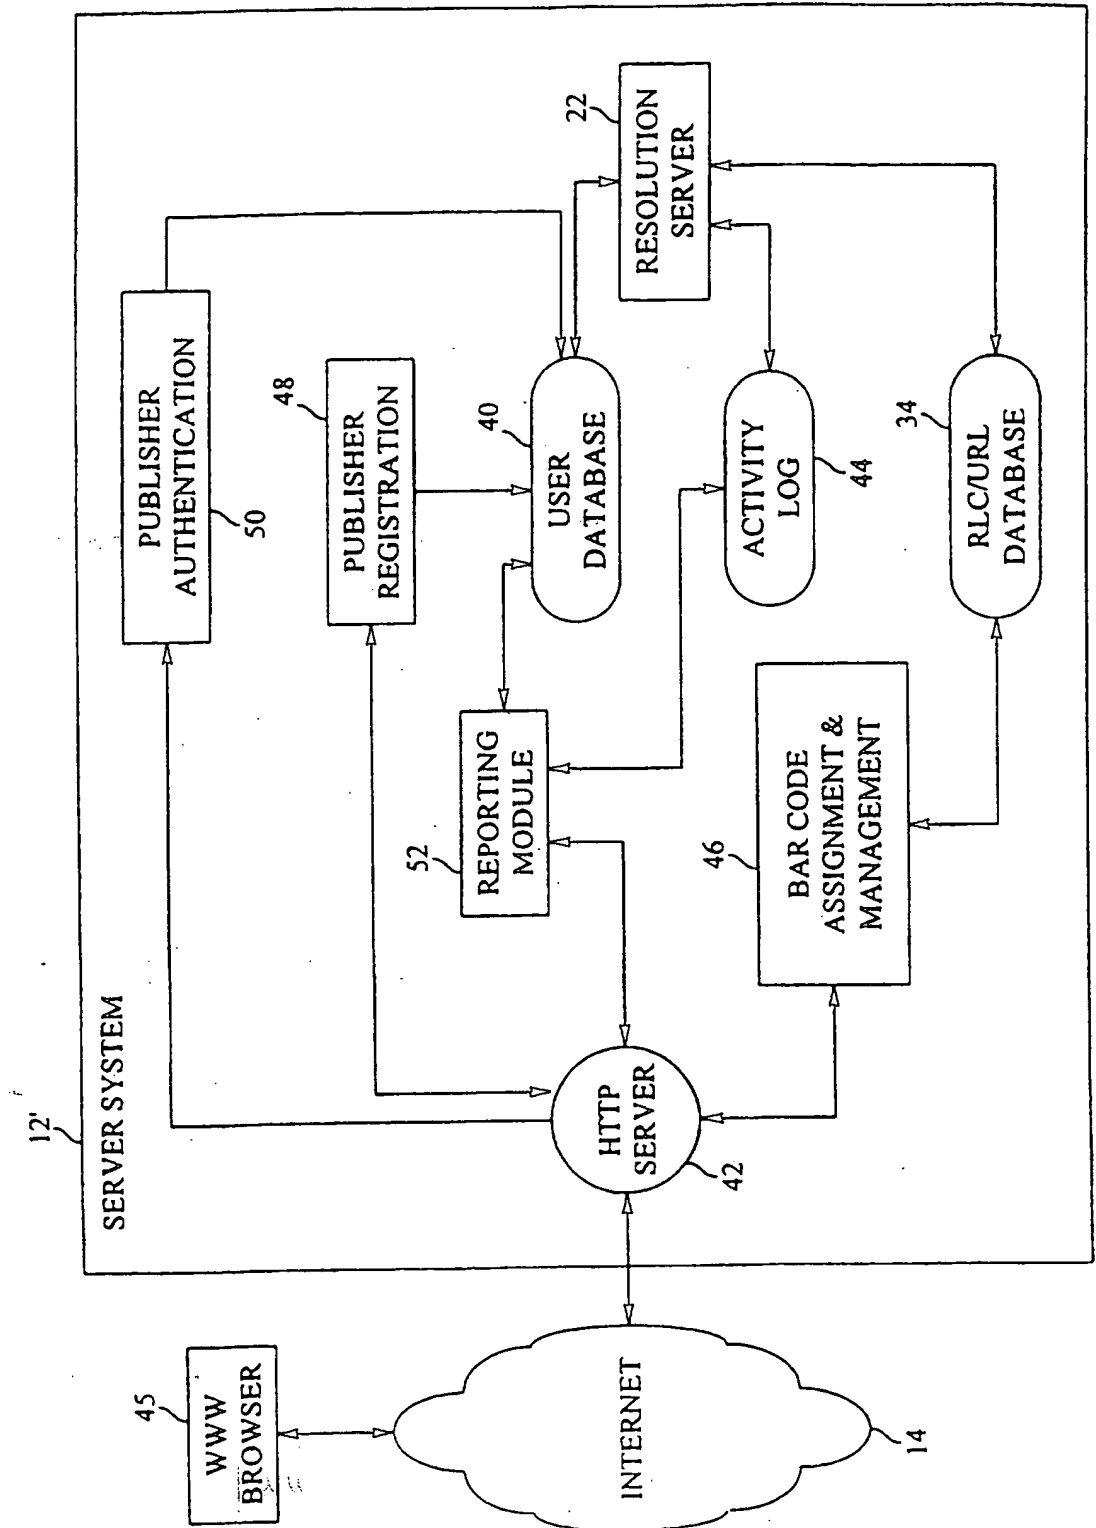 12'
SERVER SYSTEM
PUBLISHER
AUTHENTICATION
50
PUBLISHER
REGISTRATION
48
REPORTING
MODULE
52
USER
DATABASE
40
RESOLUTION
SERVER
22
ACTIVITY
LOG
44
RLC/URL
DATABASE
34
BAR CODE
ASSIGNMENT &
MANAGEMENT
46
HTTP
SERVER
42
WWW
BROWSER
45
INTERNET
14